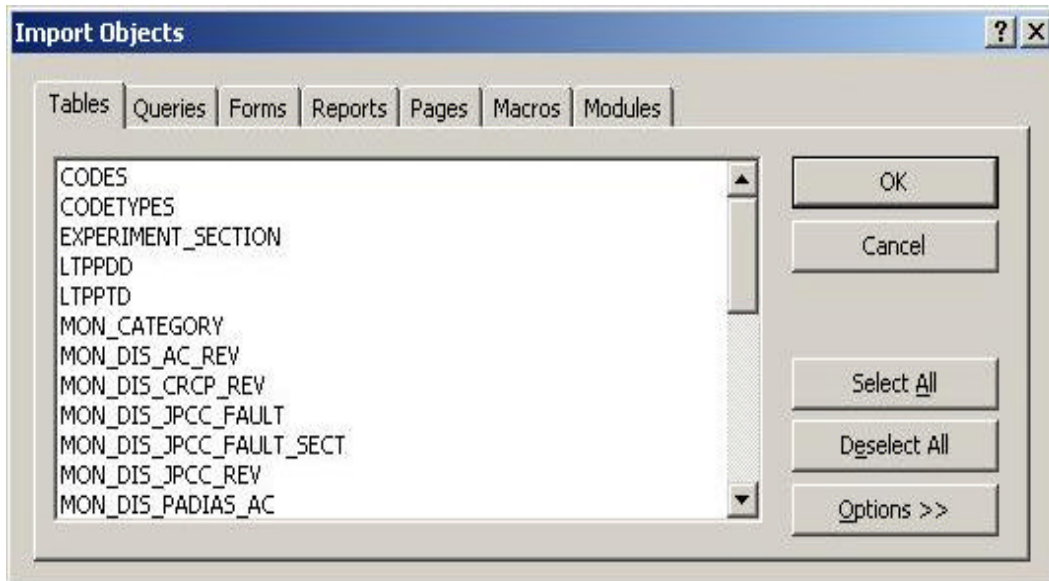 Import Objects
Tables Queries Forms Reports Pages Macros Modules
CODES
CODETYPES
EXPERIMENT_SECTION
LTPPDD
LTPPTD
MON_CATEGORY
MON_DIS_AC_REV
MON_DIS_CRCP_REV
MON_DIS_JPCC_FAULT
MON_DIS_JPCC_FAULT_SECT
MON_DIS_JPCC_REV
MON_DIS_PADIAS_AC
OK
Cancel
Select All
Deselect All
Options >>